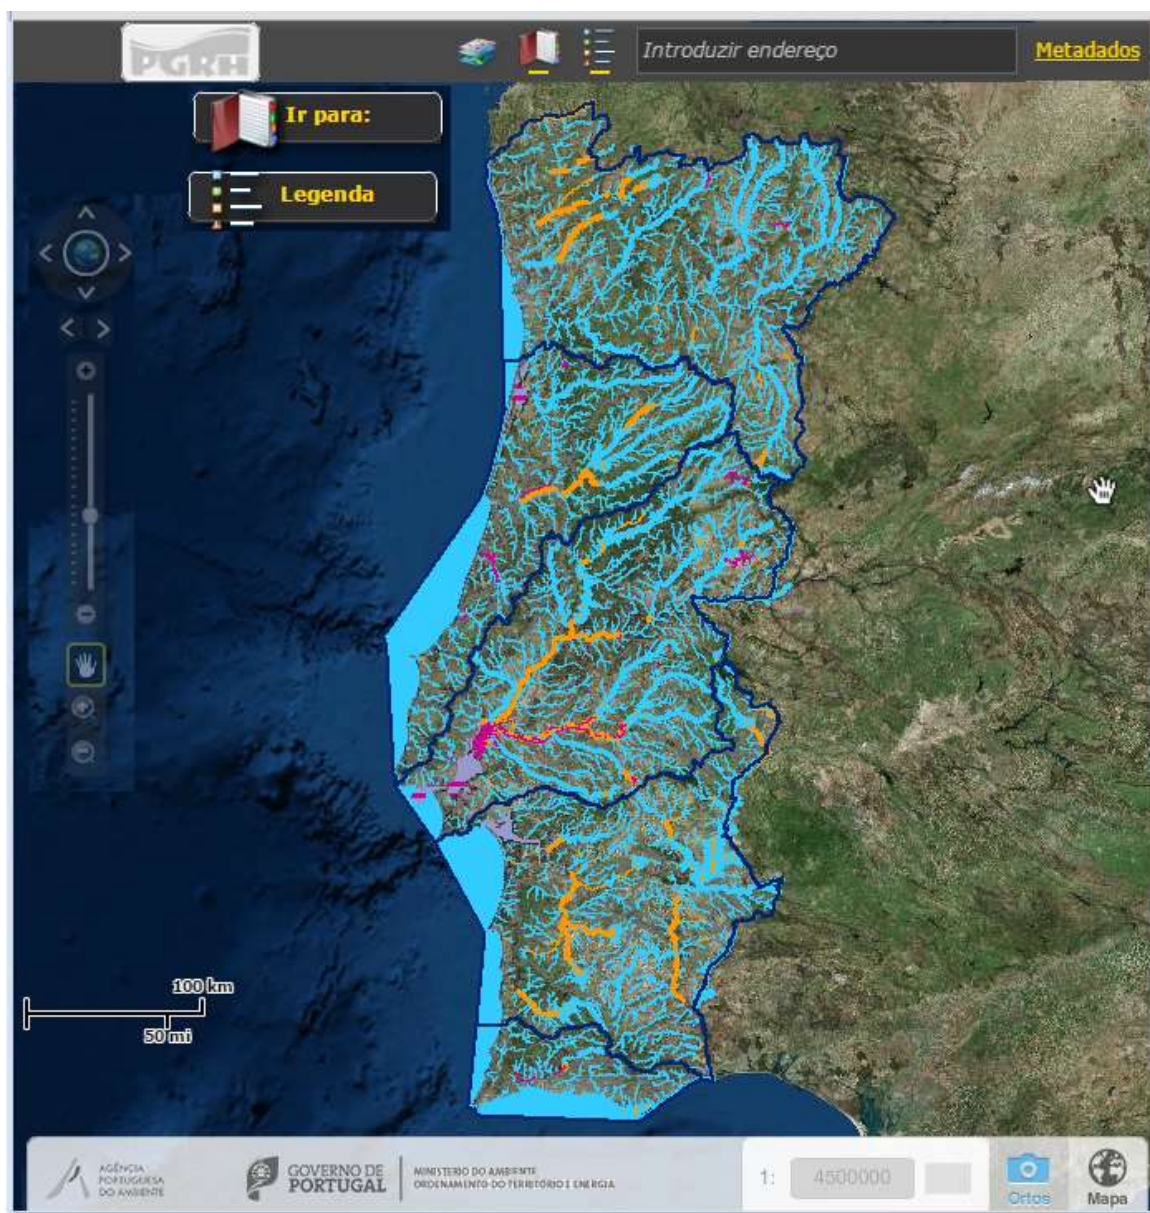 PGRH
Introduzir endereço
Metadados
Ir para:
Legenda
100 km
50 mi
AGÊNCIA
PORTUGUESA
DO AMBIENTE
GOVERNO DE
PORTUGAL
MINISTÉRIO DO AMBIENTE
ORDENAMENTO DO TERRITÓRIO E ENERGIA
1:
4500000
Ortos
Mapa